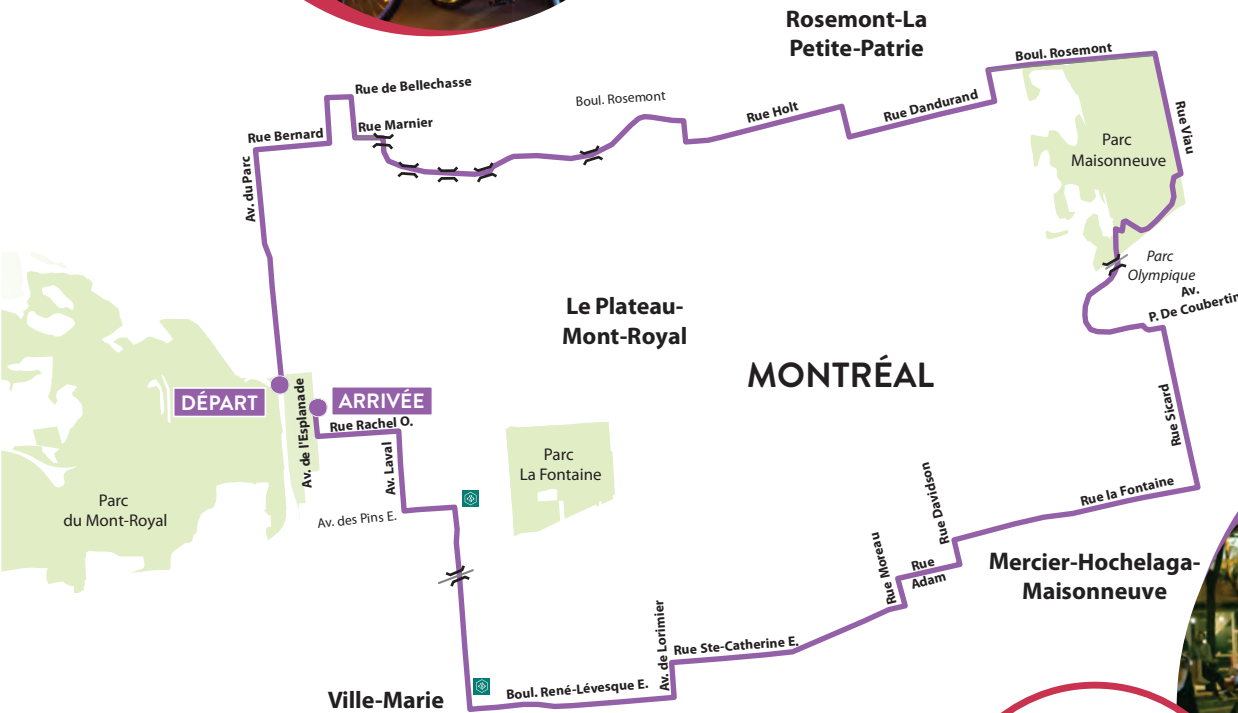 Rosemont-La
Petite-Patrie
Boul. Rosemont
Rue de Bellechasse
Boul. Rosemont
Rue Holt
Rue Dandurand
Rue Marnier
Rue Bernard
Rue Viau
Parc
Maisonneuve
Av. du Parc
Parc
Olympique
Av.
P. De Coubertin
Le Plateau-
Mont-Royal
MONTRÉAL
DÉPART
Av. de l'Esplanade
ARRIVÉE
Rue Rachel O.
Rue Sicard
Av. Laval
Parc
La Fontaine
Parc
du Mont-Royal
Av. des Pins E.
Rue la Fontaine
Rue Davidson
Rue Moreau
Rue
Adam
Mercier-Hochelaga-
Maisonneuve
Av. de Lorimier
Rue Ste-Catherine E.
Boul. René-Lévesque E.
Ville-Marie